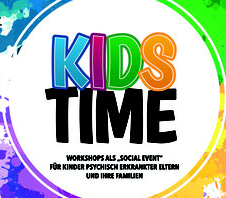 KIDS
TIME
WORKSHOPS ALS „SOCIAL EVENT“
FÜR KINDER PSYCHISCH ERKRANKTER ELTERN
UND IHRE FAMILIEN